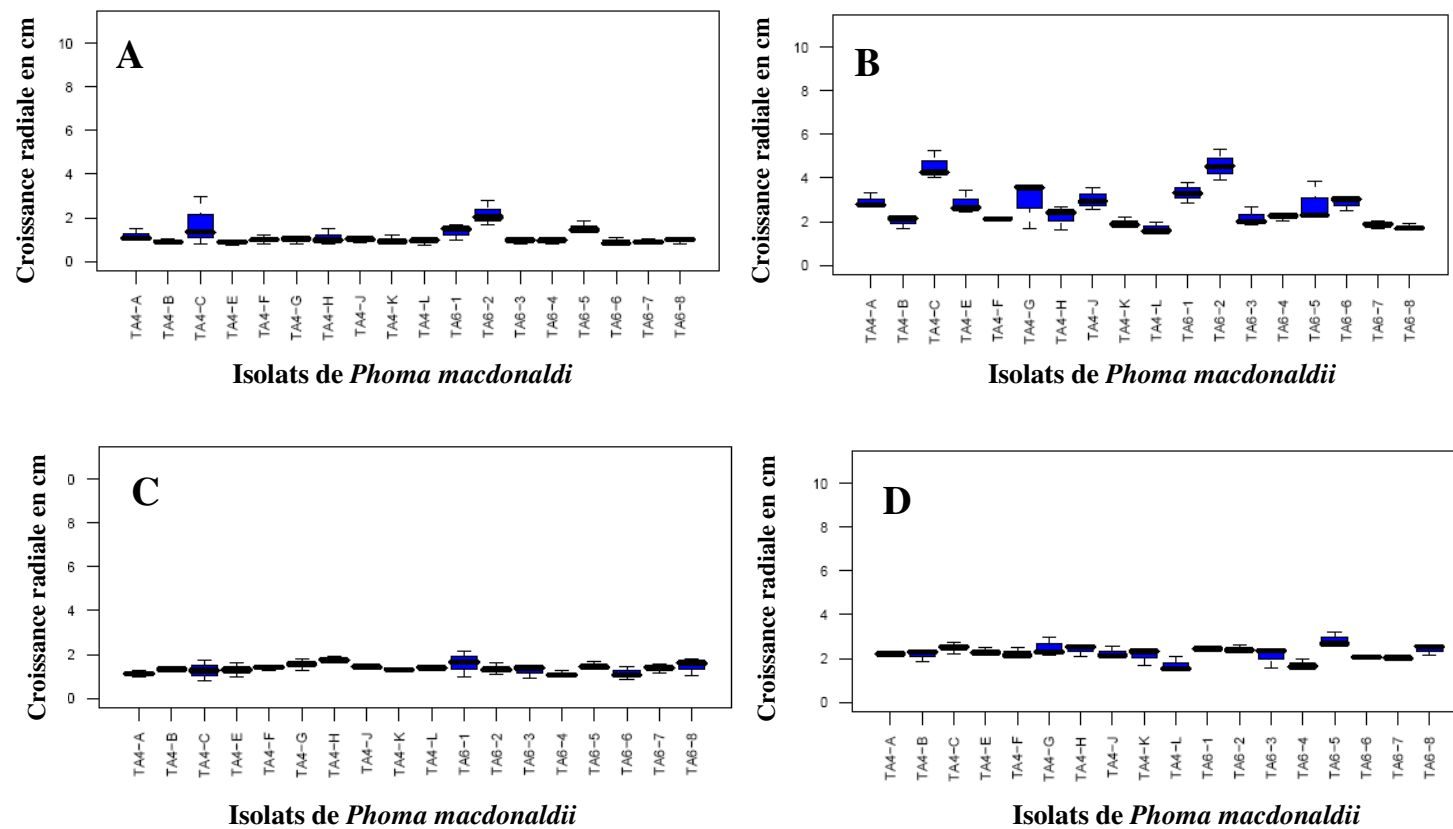 A
Croissance radiale en cm
10
8
6
4
2
0
TA4-A
TA4-B
TA4-C
TA4-E
TA4-F
TA4-G
TA4-H
TA4-J
TA4-K
TA4-L
TA6-1
TA6-2
TA6-3
TA6-4
TA6-5
TA6-6
TA6-7
TA6-8
Isolats de Phoma macdonaldi
B
Croissance radiale en cm
10
8
6
4
2
0
TA4-A
TA4-B
TA4-C
TA4-E
TA4-F
TA4-G
TA4-H
TA4-J
TA4-K
TA4-L
TA6-1
TA6-2
TA6-3
TA6-4
TA6-5
TA6-6
TA6-7
TA6-8
Isolats de Phoma macdonaldii
C
Croissance radiale en cm
0
8
6
4
2
0
TA4-A
TA4-B
TA4-C
TA4-E
TA4-F
TA4-G
TA4-H
TA4-J
TA4-K
TA4-L
TA6-1
TA6-2
TA6-3
TA6-4
TA6-5
TA6-6
TA6-7
TA6-8
Isolats de Phoma macdonaldii
D
Croissance radiale en cm
10
8
6
4
2
0
TA4-A
TA4-B
TA4-C
TA4-E
TA4-F
TA4-G
TA4-H
TA4-J
TA4-K
TA4-L
TA6-1
TA6-2
TA6-3
TA6-4
TA6-5
TA6-6
TA6-7
TA6-8
Isolats de Phoma macdonaldii